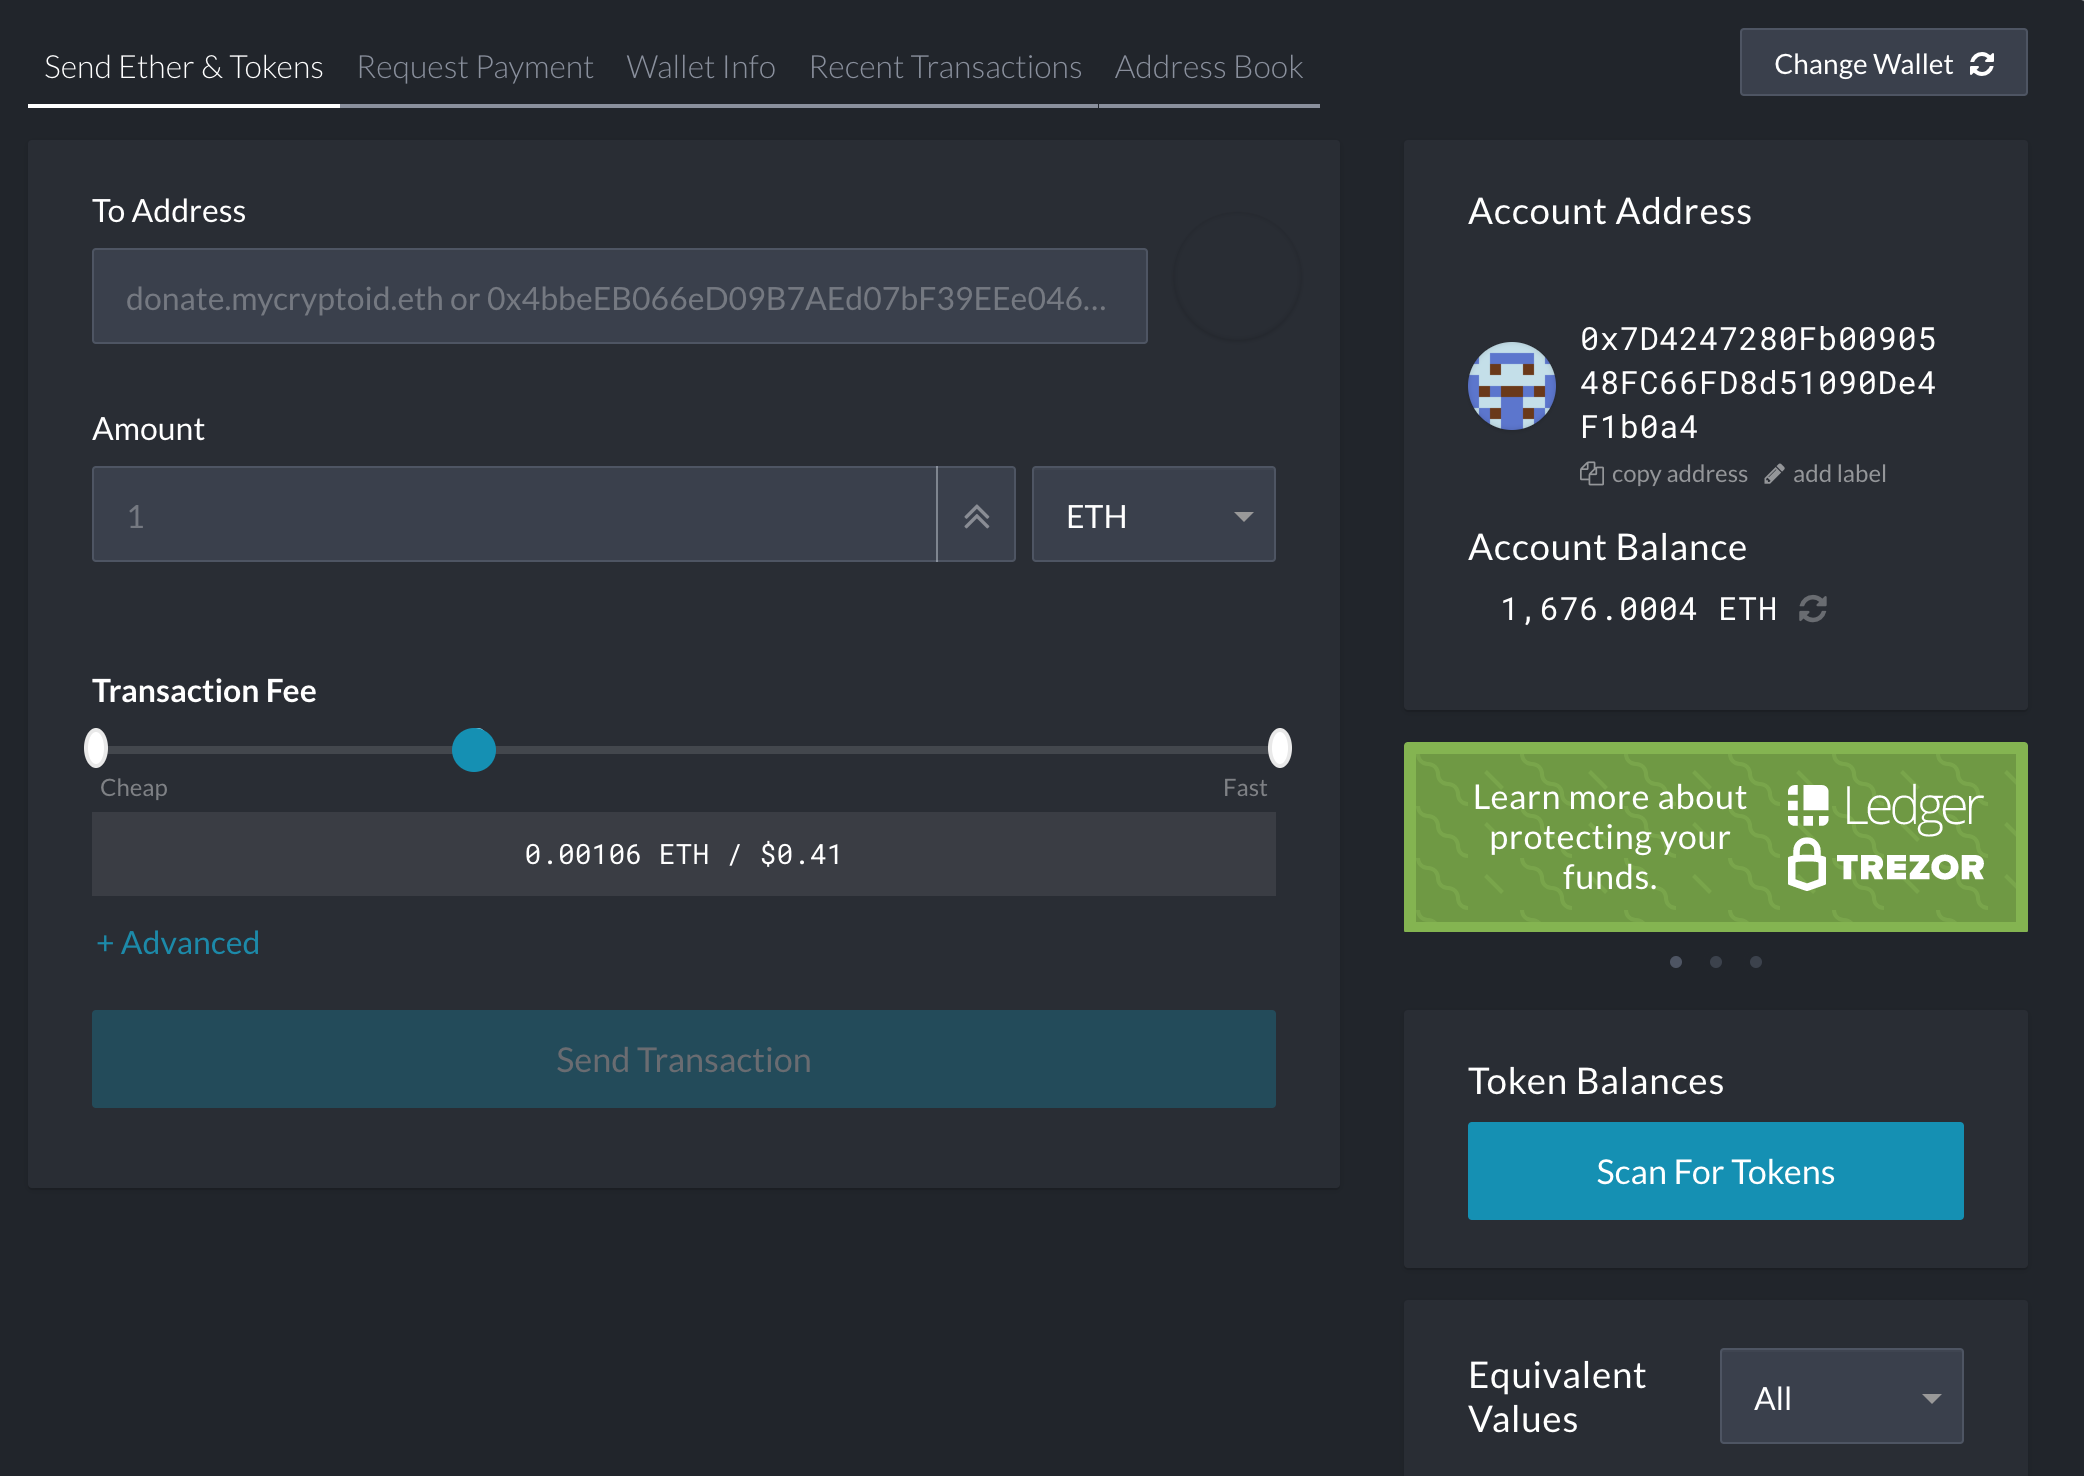 Send Ether & Tokens
Request Payment
Wallet Info
Recent Transactions
Address Book
Change Wallet
To Address
donate.mycryptoid.eth or 0x4bbeEB066eD09B7AEd07bF39EEe046...
Amount
1
ETH
Transaction Fee
Cheap
Fast
0.00106 ETH / $0.41
+ Advanced
Send Transaction
Account Address
0x7D4247280Fb00905
48FC66FD8d51090De4
F1b0a4
copy address
add label
Account Balance
1,676.0004 ETH
Learn more about
protecting your
funds.
Ledger
TREZOR
Token Balances
Scan For Tokens
Equivalent
Values
All